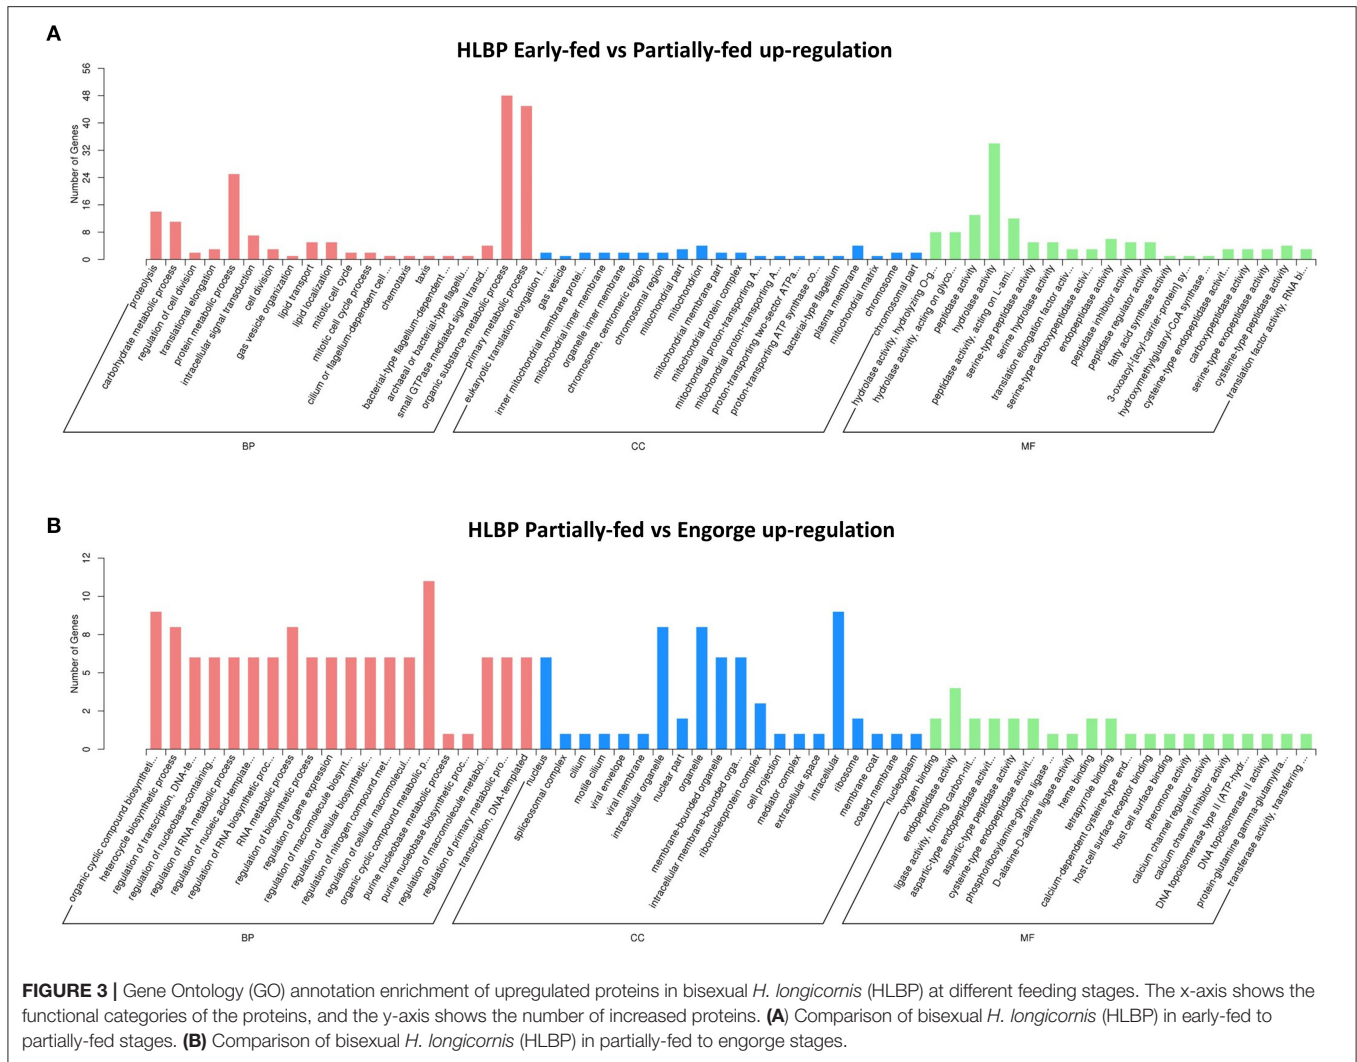 A
HLBP Early-fed vs Partially-fed up-regulation
Number of Genes
56
48
40
32
24
16
8
0
proteolysis
carbohydrate metabolic process
regulation of cell division
translational elongation
protein metabolic process
intracellular signal transduction
cell division
gas vesicle organization
lipid transport
lipid localization
mitotic cell cycle
mitotic cell cycle process
cilium or flagellum-dependent cell ...
chemotaxis
taxis
bacterial-type flagellum-dependent ...
archaeal or bacterial-type flagellu...
small GTPase mediated signal transd...
organic substance metabolic process
primary metabolic process
eukaryotic translation elongation f...
gas vesicle
inner mitochondrial membrane protei...
mitochondrial inner membrane
organelle inner membrane
chromosome, centromeric region
chromosomal region
mitochondrial part
mitochondrion
mitochondrial membrane part
mitochondrial protein complex
mitochondrial proton-transporting A...
mitochondrial proton-transporting A...
proton-transporting two-sector ATPa...
proton-transporting ATP synthase co...
bacterial-type flagellum
plasma membrane
mitochondrial matrix
chromosome
chromosomal part
hydrolase activity, hydrolyzing O-g...
hydrolase activity, acting on glyco...
peptidase activity
hydrolase activity
peptidase activity, acting on L-ami...
serine-type peptidase activity
serine hydrolase activity
translation elongation factor activ...
serine-type carboxypeptidase activi...
endopeptidase activity
peptidase inhibitor activity
peptidase regulator activity
fatty acid synthase activity
3-oxoacyl-[acyl-carrier-protein] sy...
hydroxymethylglutaryl-CoA synthase ...
cysteine-type endopeptidase activit...
carboxypeptidase activity
serine-type exopeptidase activity
cysteine-type peptidase activity
translation factor activity, RNA bi...
BP
CC
MF
B
HLBP Partially-fed vs Engorge up-regulation
Number of Genes
12
10
8
5
2
0
organic cyclic compound biosyntheti...
heterocycle biosynthetic process
regulation of transcription, DNA-te...
regulation of nucleobase-containing...
regulation of RNA metabolic process
regulation of nucleic acid-template...
regulation of RNA biosynthetic proc...
RNA metabolic process
regulation of biosynthetic process
regulation of gene expression
regulation of macromolecule biosynt...
regulation of cellular biosynthetic...
regulation of nitrogen compound met...
regulation of cellular macromolecul...
organic cyclic compound metabolic p...
purine nucleobase metabolic process
purine nucleobase biosynthetic proc...
regulation of macromolecule metabol...
regulation of primary metabolic pro...
transcription, DNA-templated
nucleus
spliceosomal complex
cilium
motile cilium
viral envelope
viral membrane
intracellular organelle
nuclear part
organelle
membrane-bounded organelle
intracellular membrane-bounded orga...
ribonucleoprotein complex
cell projection
mediator complex
extracellular space
intracellular
ribosome
membrane coat
coated membrane
nucleoplasm
oxygen binding
endopeptidase activity
ligase activity, forming carbon-nit...
aspartic-type endopeptidase activit...
aspartic-type peptidase activity
cysteine-type endopeptidase activit...
phosphoribosylamine-glycine ligase ...
D-alanine-D-alanine ligase activity
heme binding
tetrapyrrole binding
calcium-dependent cysteine-type end...
host cell surface receptor binding
host cell surface binding
pheromone activity
calcium channel regulator activity
calcium channel inhibitor activity
DNA topoisomerase type II (ATP-hydr...
DNA topoisomerase II activity
protein-glutamine gamma-glutamyltra...
transferase activity, transferring ...
BP
CC
MF
FIGURE 3 | Gene Ontology (GO) annotation enrichment of upregulated proteins in bisexual H. longicornis (HLBP) at different feeding stages. The x-axis shows the
functional categories of the proteins, and the y-axis shows the number of increased proteins. (A) Comparison of bisexual H. longicornis (HLBP) in early-fed to
partially-fed stages. (B) Comparison of bisexual H. longicornis (HLBP) in partially-fed to engorge stages.